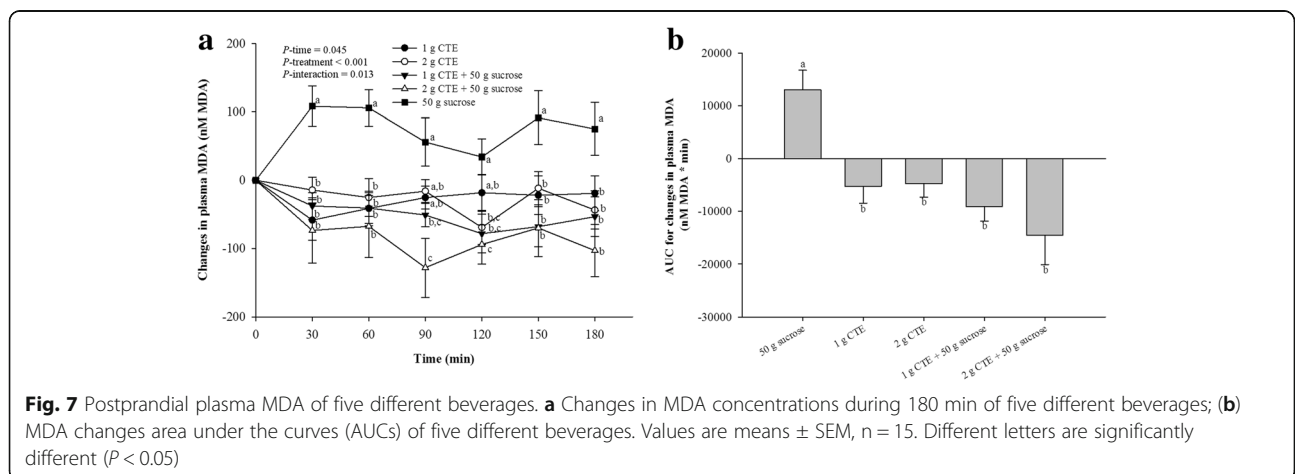 a
200
100
0
-100
-200
Changes in plasma MDA (nM MDA)
P-time = 0.045
P-treatment < 0.001
P-interaction = 0.013
1 g CTE
2 g CTE
1 g CTE + 50 g sucrose
2 g CTE + 50 g sucrose
50 g sucrose
a
a
a
a
a
a
b
b
a,b
a,b
b
b
b
b
a,b
b,c
b
b
b
b
b,c
b,c
b
b
b
b
c
c
b
b
0
30
60
90
120
150
180
Time (min)
b
20000
10000
0
-10000
-20000
-30000
AUC for changes in plasma MDA
(nM MDA * min)
a
b
b
b
b
50 g sucrose
1 g CTE
2 g CTE
1 g CTE + 50 g sucrose
2 g CTE + 50 g sucrose
Fig. 7 Postprandial plasma MDA of five different beverages. a Changes in MDA concentrations during 180 min of five different beverages; (b)
MDA changes area under the curves (AUCs) of five different beverages. Values are means ± SEM, n = 15. Different letters are significantly
different (P < 0.05)